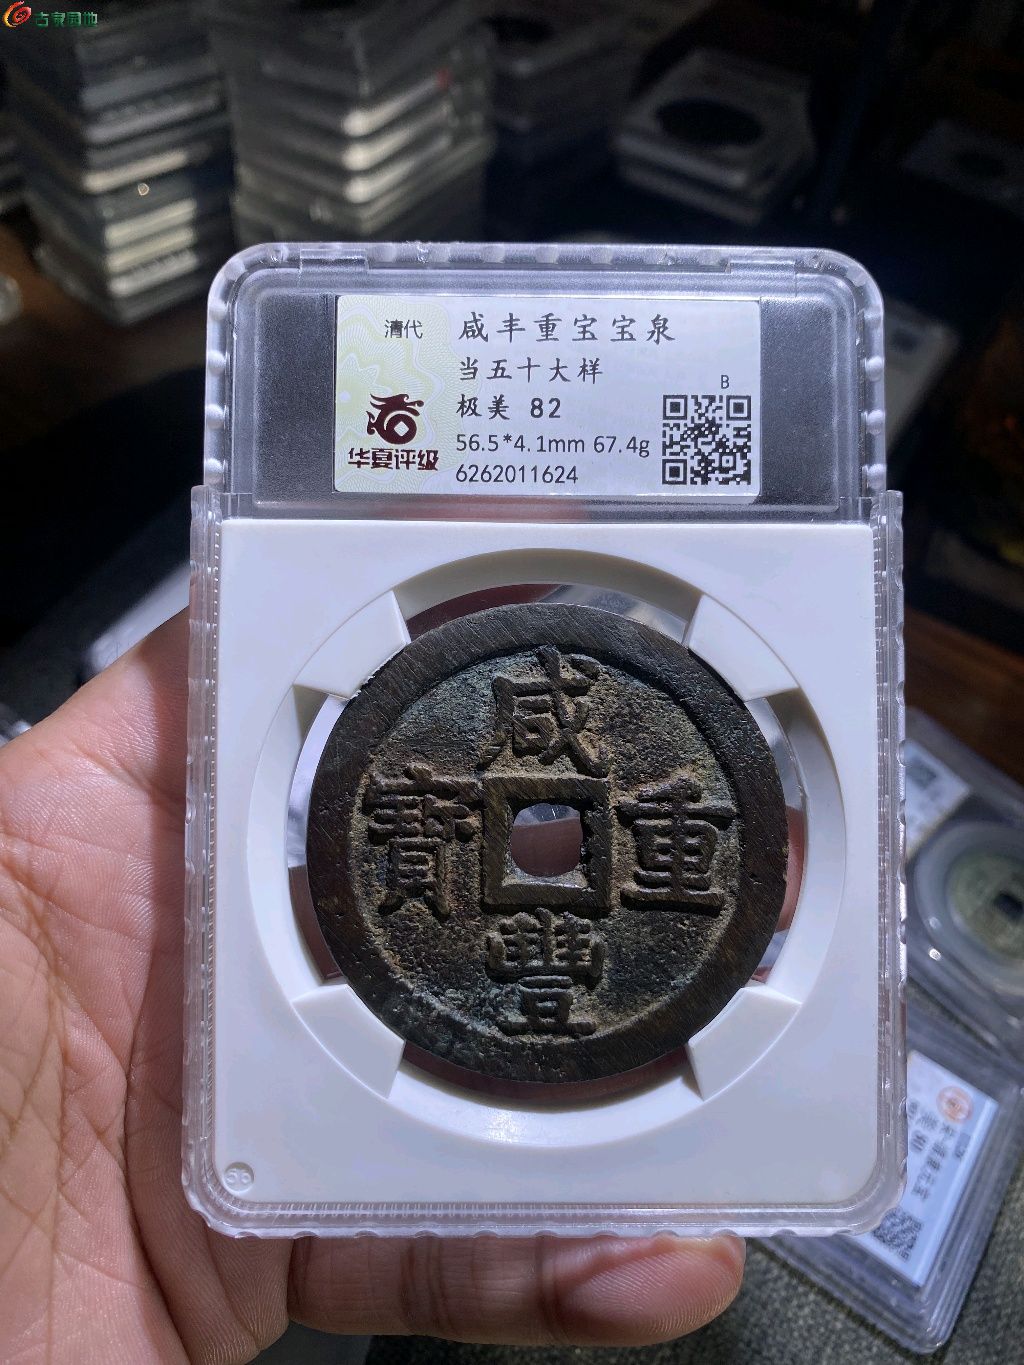 古泉园地
清代
咸丰重宝宝泉
当五十大样
极美 82
56.5*4.1mm 67.4g
6262011624
B
华夏评级
咸
寶 重
豐
56